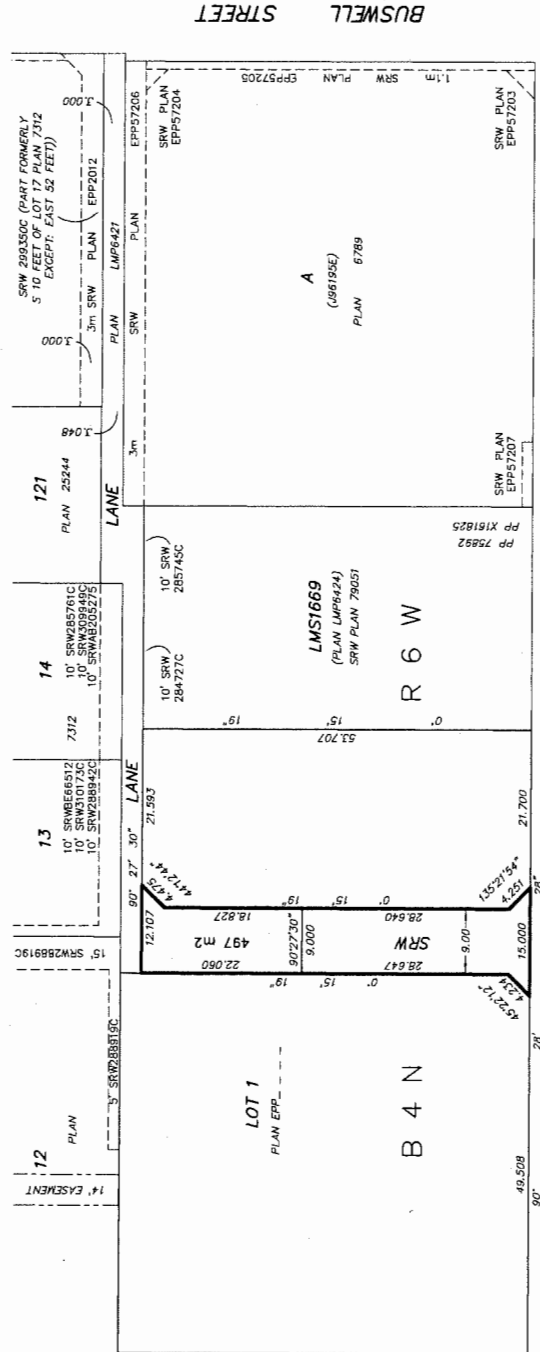 BUSWELL STREET
SRW 299350C (PART FORMERLY
S 10 FEET OF LOT 17 PLAN 7312
EXCEPT: EAST 52 FEET))
3.000
3.000
3m SRW PLAN EPP2012
3.048
PLAN LMP6421
LANE
3m SRW PLAN EPP57206
SRW PLAN
EPP57204
1.1m SRW PLAN EPP57205
SRW PLAN
EPP57203
A
(J96195E)
PLAN 6789
SRW PLAN
EPP57207
121
PLAN 25244
14
7312
10' SRW285761C
10' SRW309949C
10' SRWAB205275
10' SRW
285745C
10' SRW
284727C
LMS1669
(PLAN LMP6424)
SRW PLAN 79051
PP 75892
PP X161825
R 6 W
53.707
0° 15' 19"
13
10' SRWBE66512
10' SRW310173C
10' SRW288942C
LANE
90° 27' 30"
21.593
44°12'44"
4.475
12.107
18.827
0° 15' 19"
497 m2
22.060
90°27'30"
9.000
28.640
SRW
28.647
0° 15' 19"
9.00
135°21'54"
4.251
21.700
28"
15.000
45°22'12"
4.234
28'
15' SRW288919C
5' SRW288919C
12
PLAN
14' EASEMENT
LOT 1
PLAN EPP_____
B 4 N
49.508
90°